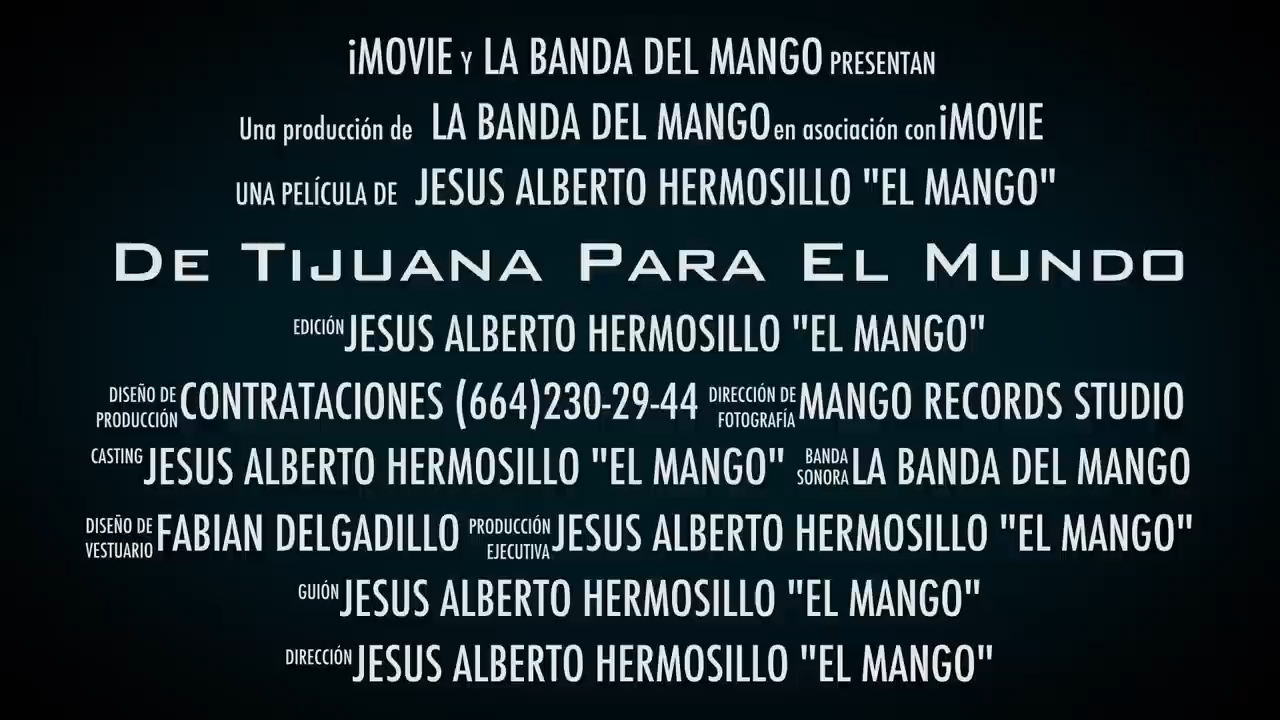 iMOVIE Y LA BANDA DEL MANGO PRESENTAN
Una producción de LA BANDA DEL MANGO en asociación con iMOVIE
UNA PELÍCULA DE JESUS ALBERTO HERMOSILLO "EL MANGO"
DE TIJUANA PARA EL MUNDO
EDICIÓN JESUS ALBERTO HERMOSILLO "EL MANGO"
DISEÑO DE PRODUCCIÓN CONTRATACIONES (664)230-29-44 DIRECCIÓN DE FOTOGRAFÍA MANGO RECORDS STUDIO
CASTING JESUS ALBERTO HERMOSILLO "EL MANGO" BANDA SONORA LA BANDA DEL MANGO
DISEÑO DE VESTUARIO FABIAN DELGADILLO PRODUCCIÓN EJECUTIVA JESUS ALBERTO HERMOSILLO "EL MANGO"
GUIÓN JESUS ALBERTO HERMOSILLO "EL MANGO"
DIRECCIÓN JESUS ALBERTO HERMOSILLO "EL MANGO"